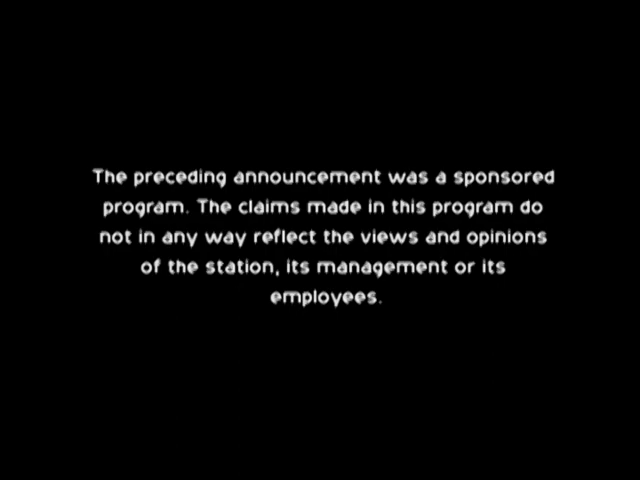 The preceding announcement was a sponsored
program. The claims made in this program do
not in any way reflect the views and opinions
of the station, its management or its
employees.